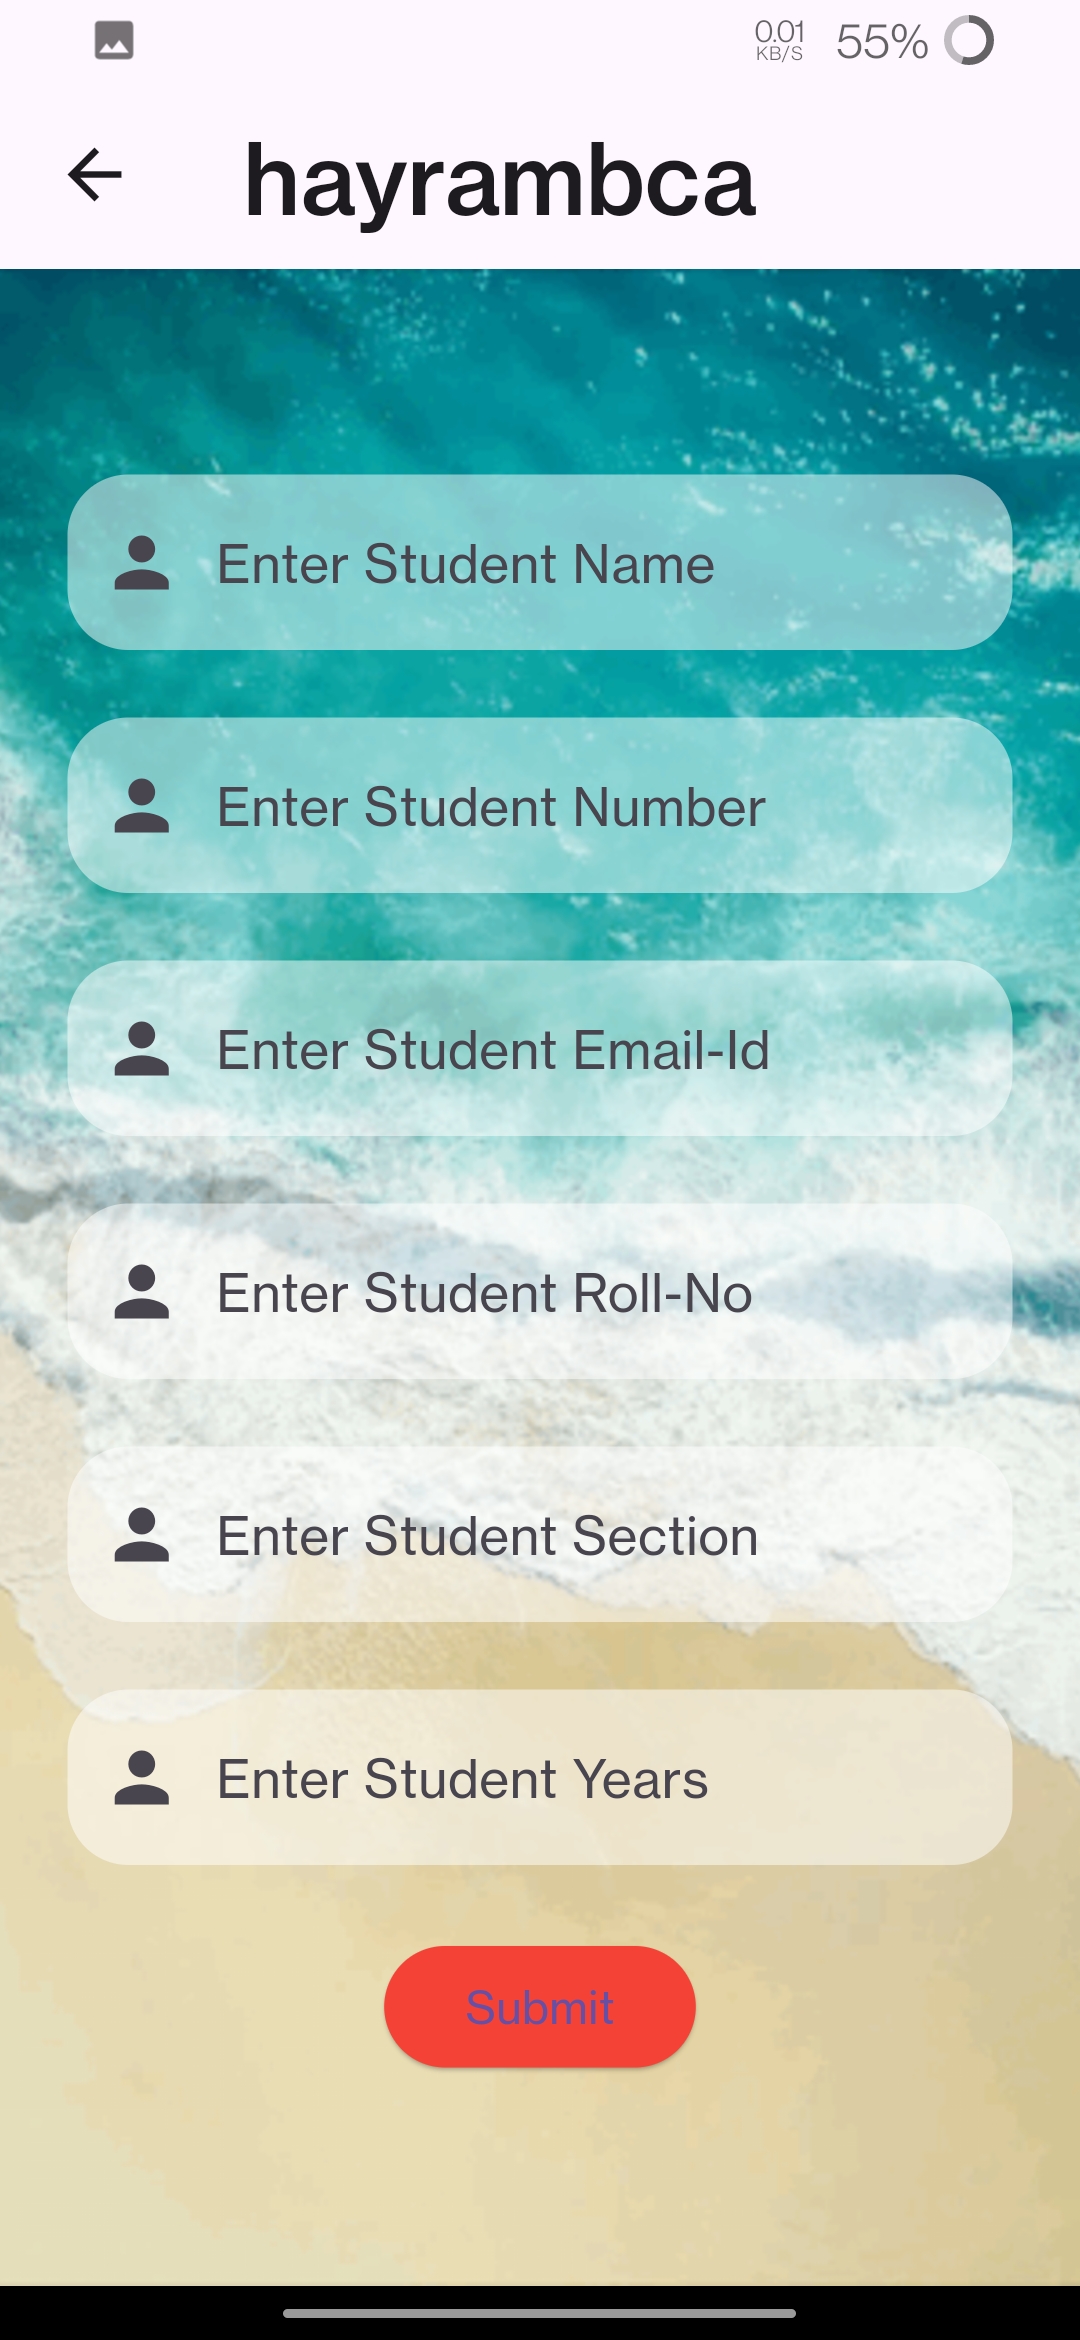 0.01
KB/S
55%
hayrambca
Enter Student Name
Enter Student Number
Enter Student Email-Id
Enter Student Roll-No
Enter Student Section
Enter Student Years
Submit